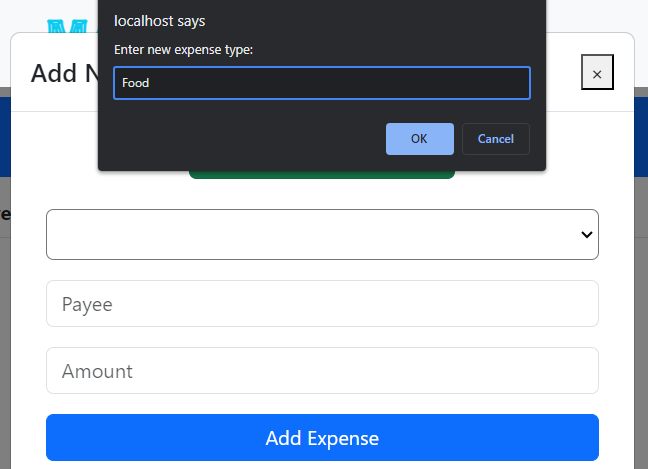 localhost says
Enter new expense type:
Food
OK
Cancel
Add N
×
Payee
Amount
Add Expense